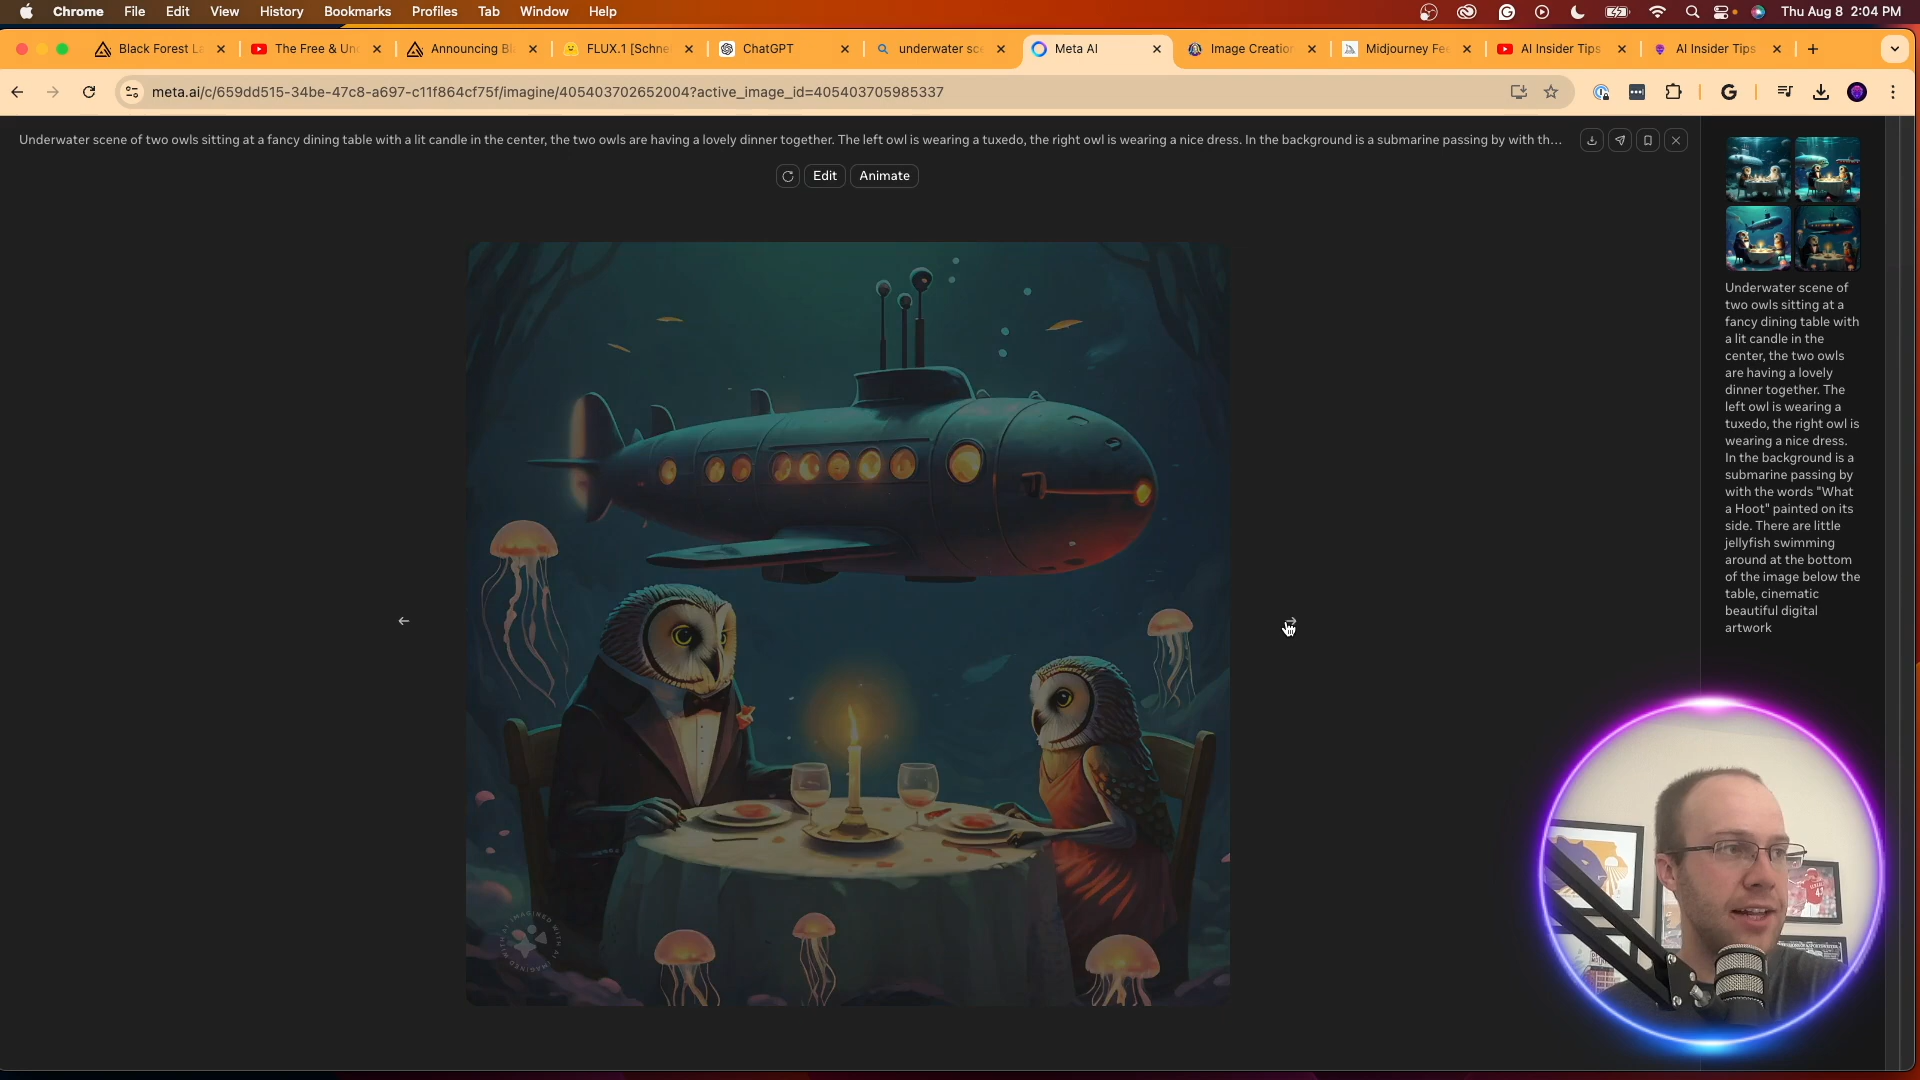 Chrome File Edit View History Bookmarks Profiles Tab Window Help Thu Aug 8 2:04 PM
Black Forest La The Free & Un Announcing Bl FLUX.1 [Schne ChatGPT underwater sce Meta AI Image Creation Midjourney Fe AI Insider Tips AI Insider Tips
meta.ai/c/659dd515-34be-47c8-a697-c11f864cf75f/imagine/405403702652004?active_image_id=405403705985337
Underwater scene of two owls sitting at a fancy dining table with a lit candle in the center, the two owls are having a lovely dinner together. The left owl is wearing a tuxedo, the right owl is wearing a nice dress. In the background is a submarine passing by with th...
Edit Animate
Underwater scene of
two owls sitting at a
fancy dining table with
a lit candle in the
center, the two owls
are having a lovely
dinner together. The
left owl is wearing a
tuxedo, the right owl is
wearing a nice dress.
In the background is a
submarine passing by
with the words "What
a Hoot" painted on its
side. There are little
jellyfish swimming
around at the bottom
of the image below the
table, cinematic
beautiful digital
artwork
IMAGINED WITH AI